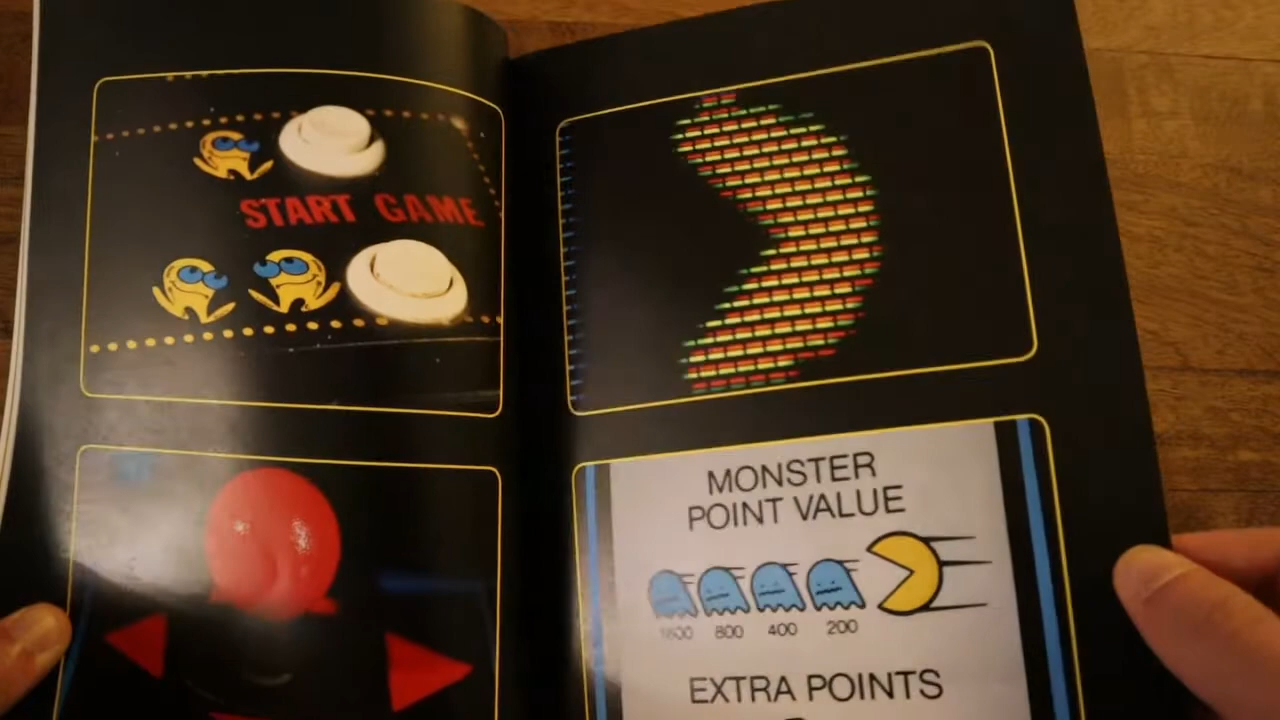 START GAME
MONSTER
POINT VALUE
1600 800 400 200
EXTRA POINTS